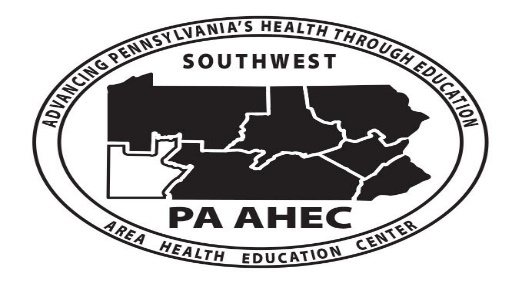 ADVANCING PENNSYLVANIA'S HEALTH THROUGH EDUCATION
SOUTHWEST
PA AHEC
AREA HEALTH EDUCATION CENTER